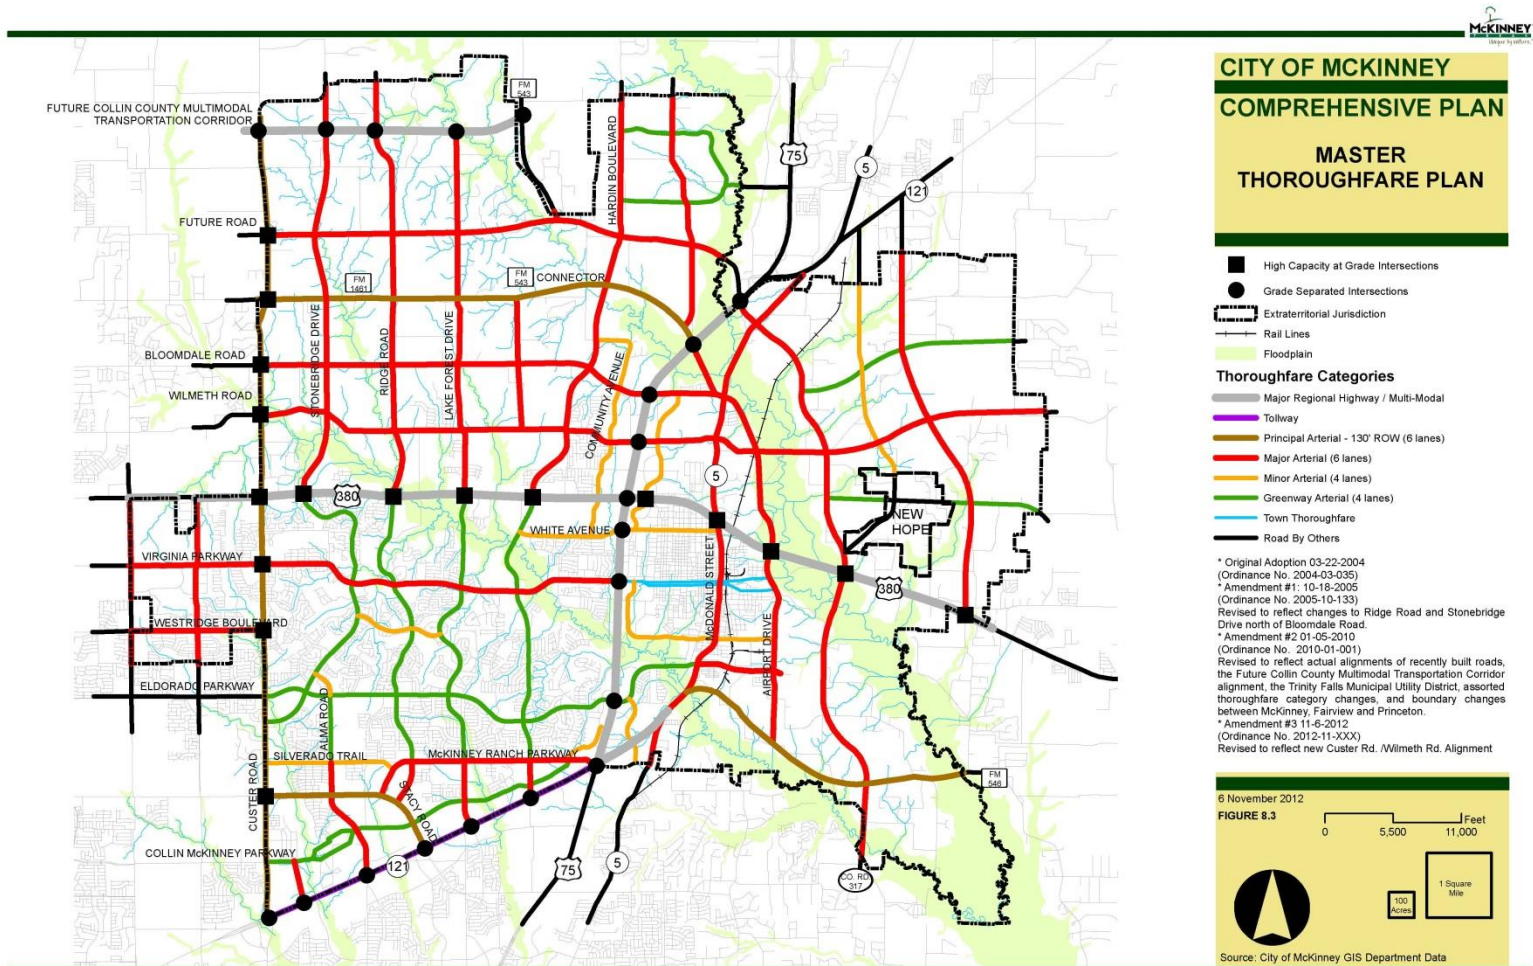 McKINNEY
TEXAS
Unique by nature.
CITY OF MCKINNEY
COMPREHENSIVE PLAN
MASTER
THOROUGHFARE PLAN
High Capacity at Grade Intersections
Grade Separated Intersections
Extraterritorial Jurisdiction
Rail Lines
Floodplain
Thoroughfare Categories
Major Regional Highway / Multi-Modal
Tollway
Principal Arterial - 130' ROW (6 lanes)
Major Arterial (6 lanes)
Minor Arterial (4 lanes)
Greenway Arterial (4 lanes)
Town Thoroughfare
Road By Others
* Original Adoption 03-22-2004
(Ordinance No. 2004-03-035)
* Amendment #1: 10-16-2005
(Ordinance No. 2005-10-133)
Revised to reflect changes to Ridge Road and Stonebridge
Drive north of Bloomdale Road.
* Amendment #2 01-05-2010
(Ordinance No. 2010-01-001)
Revised to reflect actual alignments of recently built roads,
the Future Collin County Multimodal Transportation Corridor
alignment, the Trinity Falls Municipal Utility District, assorted
thoroughfare category changes, and boundary changes
between McKinney, Fairview and Princeton.
* Amendment #3 11-6-2012
(Ordinance No. 2012-11-XXX)
Revised to reflect new Custer Rd. /Wilmeth Rd. Alignment
6 November 2012
FIGURE 8.3
Feet
0 5,500 11,000
100
Acres
1 Square
Mile
Source: City of McKinney GIS Department Data
FUTURE COLLIN COUNTY MULTIMODAL
TRANSPORTATION CORRIDOR
FM
543
HARDIN BOULEVARD
75
5
121
FUTURE ROAD
FM
1461
FM
543
CONNECTOR
STONEBRIDGE DRIVE
RIDGE ROAD
LAKE FOREST DRIVE
COMMUNITY AVENUE
BLOOMDALE ROAD
WILMETH ROAD
380
5
WHITE AVENUE
NEW
HOPE
VIRGINIA PARKWAY
McDONALD STREET
380
WESTRIDGE BOULEVARD
AIRPORT DRIVE
ELDORADO PARKWAY
ALMA ROAD
SILVERADO TRAIL
McKINNEY RANCH PARKWAY
CUSTER ROAD
STACY ROAD
FM
546
COLLIN McKINNEY PARKWAY
121
75
5
CO. RD
317